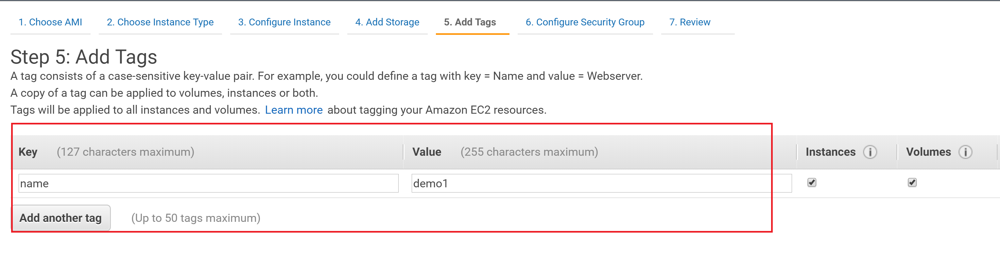 1. Choose AMI 2. Choose Instance Type 3. Configure Instance 4. Add Storage 5. Add Tags 6. Configure Security Group 7. Review
Step 5: Add Tags
A tag consists of a case-sensitive key-value pair. For example, you could define a tag with key = Name and value = Webserver.
A copy of a tag can be applied to volumes, instances or both.
Tags will be applied to all instances and volumes. Learn more about tagging your Amazon EC2 resources.
Key (127 characters maximum) Value (255 characters maximum) Instances i Volumes i
name demo1
Add another tag (Up to 50 tags maximum)